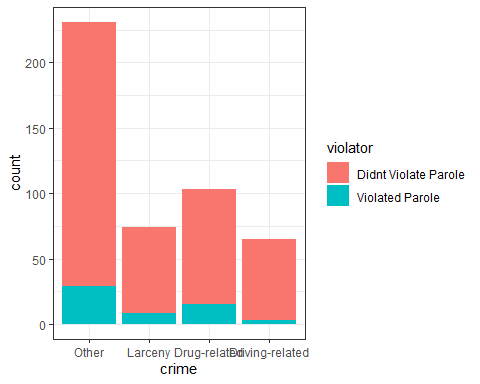 count
200
150
100
50
0
Other Larceny Drug-related Driving-related
crime
violator
Didnt Violate Parole
Violated Parole